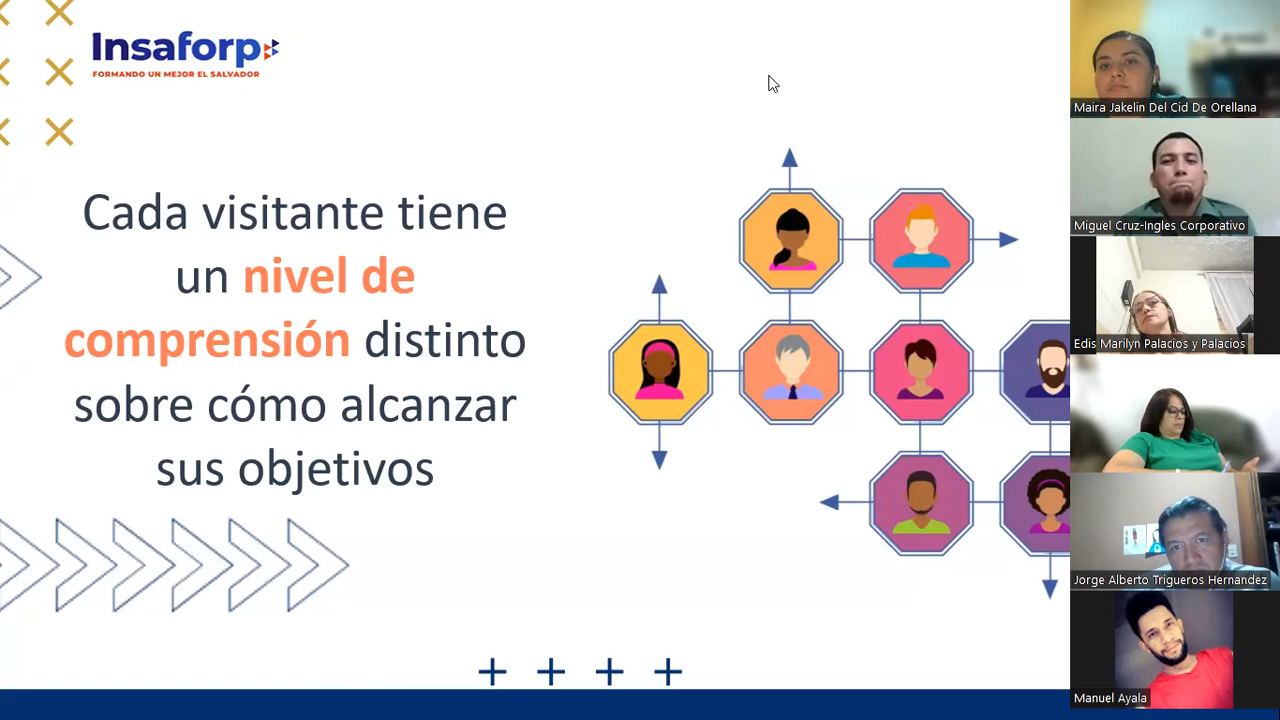 Insaforp
FORMANDO UN MEJOR EL SALVADOR
Cada visitante tiene
un nivel de
comprensión distinto
sobre cómo alcanzar
sus objetivos
Maira Jakelin Del Cid De Orellana
Miguel Cruz-Ingles Corporativo
Edis Marilyn Palacios y Palacios
Jorge Alberto Trigueros Hernandez
Manuel Ayala